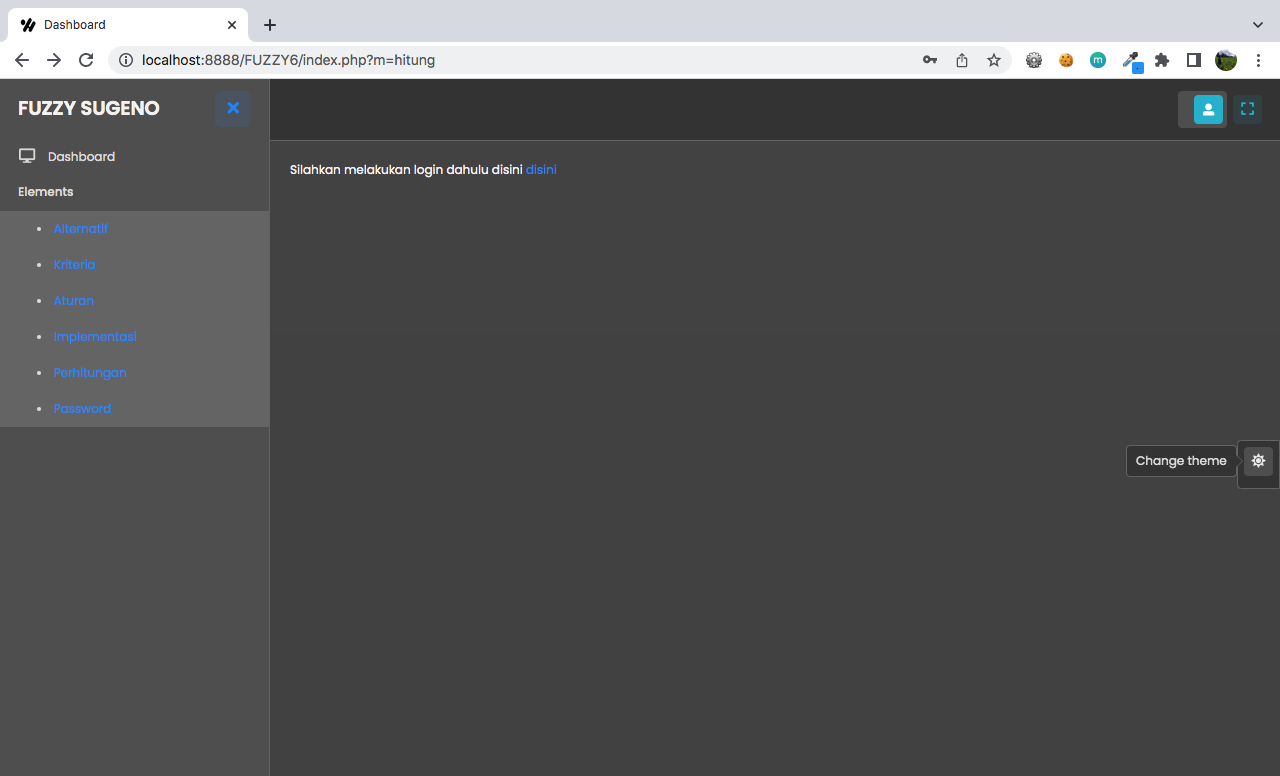 Dashboard
localhost:8888/FUZZY6/index.php?m=hitung
m
FUZZY SUGENO
Dashboard
Elements
Alternatif
Kriteria
Aturan
Implementasi
Perhitungan
Password
Silahkan melakukan login dahulu disini disini
Change theme